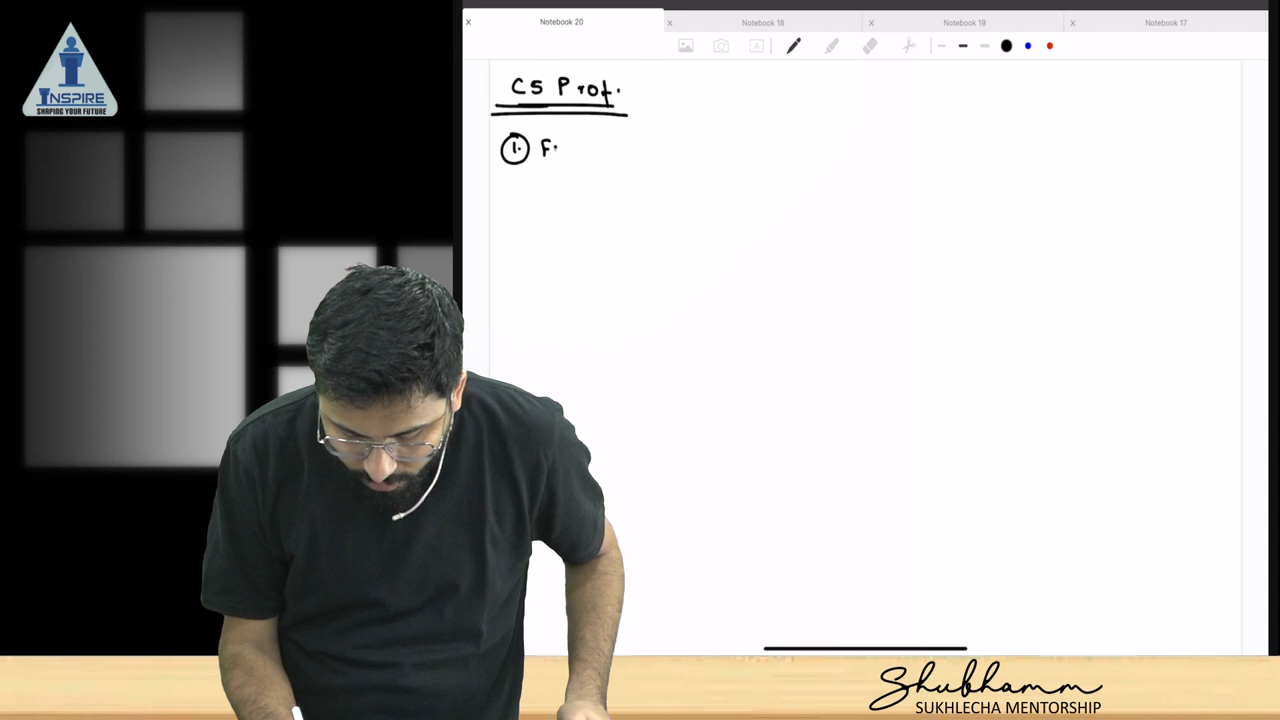 INSPIRE
SHAPING YOUR FUTURE
Notebook 20
Notebook 18
Notebook 19
Notebook 17
A
CS Prof.
1. F.
Shubhamm
SUKHLECHA MENTORSHIP